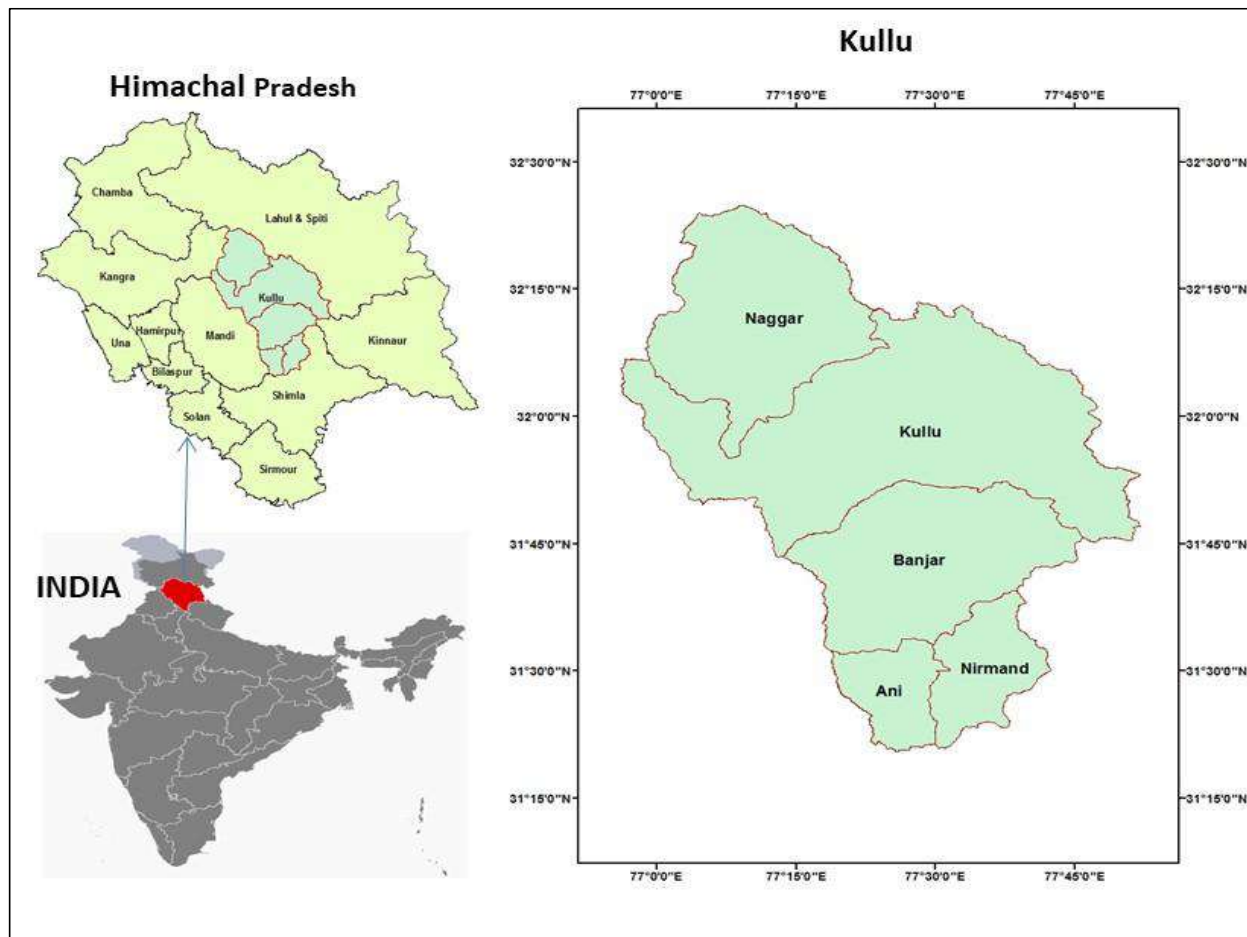 Kullu
Himachal Pradesh
Chamba
Lahul & Spiti
Kangra
Kullu
Hamirpur
Mandi
Una
Kinnaur
Bilaspur
Shimla
Solan
Sirmour
INDIA
77°0'0"E 77°15'0"E 77°30'0"E 77°45'0"E
32°30'0"N 32°30'0"N
32°15'0"N 32°15'0"N
Naggar
32°0'0"N 32°0'0"N
Kullu
31°45'0"N 31°45'0"N
Banjar
31°30'0"N 31°30'0"N
Nirmand
Ani
31°15'0"N 31°15'0"N
77°0'0"E 77°15'0"E 77°30'0"E 77°45'0"E